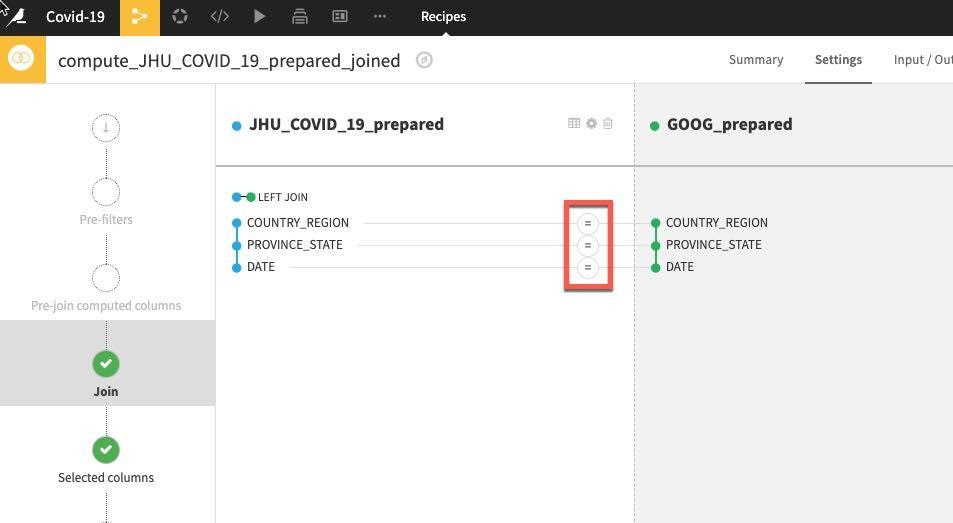 Covid-19 </> ••• Recipes
compute_JHU_COVID_19_prepared_joined Summary Settings Input / Out
JHU_COVID_19_prepared GOOG_prepared
LEFT JOIN
COUNTRY_REGION = COUNTRY_REGION
PROVINCE_STATE = PROVINCE_STATE
DATE = DATE
Pre-filters
Pre-join computed columns
Join
Selected columns